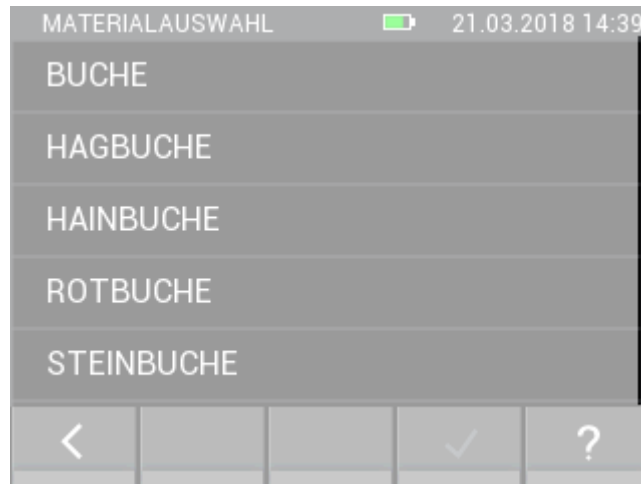 MATERIALAUSWAHL 21.03.2018 14:39
BUCHE
HAGBUCHE
HAINBUCHE
ROTBUCHE
STEINBUCHE
?